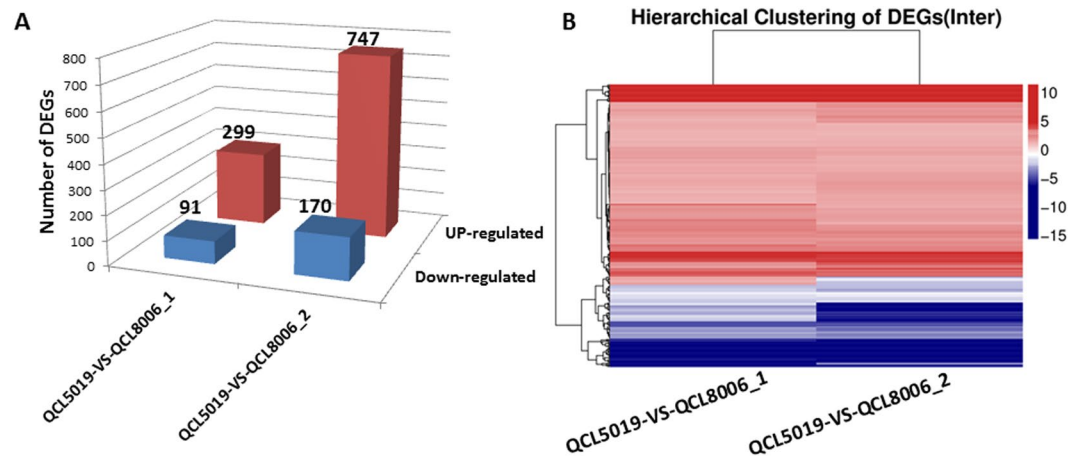 A
Number of DEGs
800
700
600
500
400
300
200
100
0
747
299
170
91
UP-regulated
Down-regulated
QCL5019-VS-QCL8006_1
QCL5019-VS-QCL8006_2
B
Hierarchical Clustering of DEGs(Inter)
10
5
0
−5
−10
−15
QCL5019-VS-QCL8006_1
QCL5019-VS-QCL8006_2